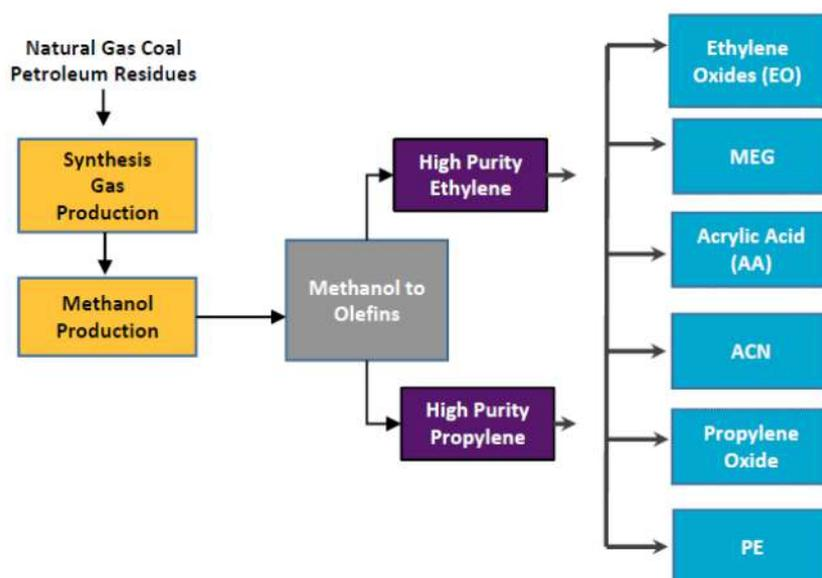 Natural Gas Coal
Petroleum Residues
Synthesis
Gas
Production
Methanol
Production
Methanol to
Olefins
High Purity
Ethylene
High Purity
Propylene
Ethylene
Oxides (EO)
MEG
Acrylic Acid
(AA)
ACN
Propylene
Oxide
PE